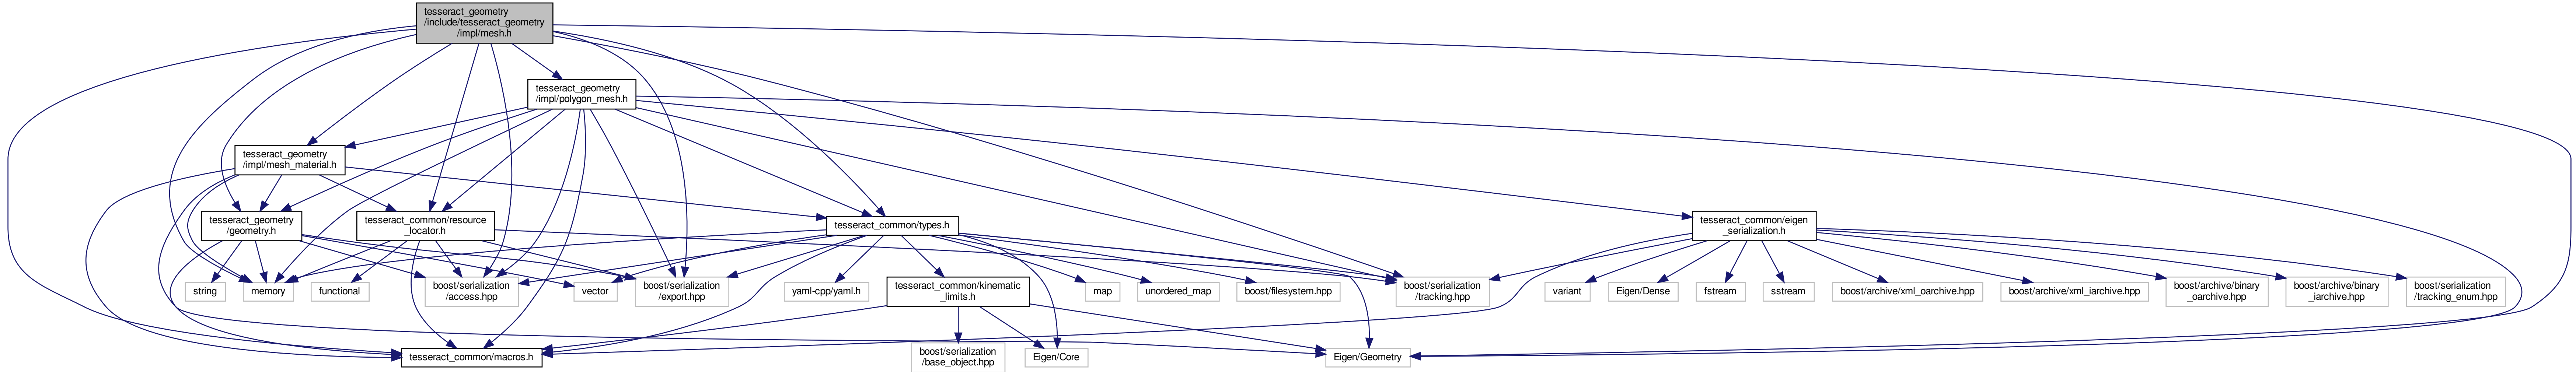 tesseract_geometry
/include/tesseract_geometry
/impl/mesh.h
tesseract_geometry
/impl/polygon_mesh.h
tesseract_geometry
/impl/mesh_material.h
tesseract_geometry
/geometry.h
tesseract_common/resource
_locator.h
tesseract_common/types.h
tesseract_common/eigen
_serialization.h
string
memory
functional
boost/serialization
/access.hpp
vector
boost/serialization
/export.hpp
yaml-cpp/yaml.h
tesseract_common/kinematic
_limits.h
map
unordered_map
boost/filesystem.hpp
boost/serialization
/tracking.hpp
variant
Eigen/Dense
fstream
sstream
boost/archive/xml_oarchive.hpp
boost/archive/xml_iarchive.hpp
boost/archive/binary
_oarchive.hpp
boost/archive/binary
_iarchive.hpp
boost/serialization
/tracking_enum.hpp
tesseract_common/macros.h
boost/serialization
/base_object.hpp
Eigen/Core
Eigen/Geometry